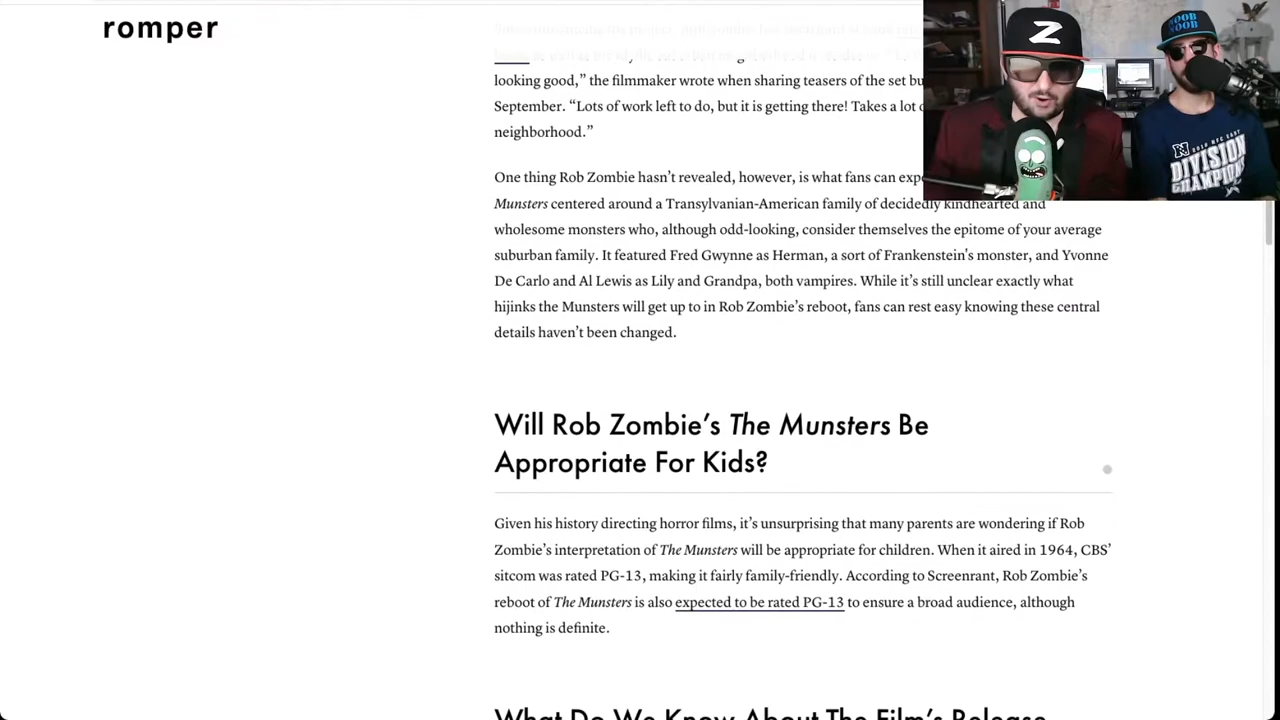 romper
looking good,” the filmmaker wrote when sharing teasers of the set
September. “Lots of work left to do, but it is getting there! Takes a lot
neighborhood.”
One thing Rob Zombie hasn’t revealed, however, is what fans can
Munsters centered around a Transylvanian-American family of decidedly kindhearted and
wholesome monsters who, although odd-looking, consider themselves the epitome of your average
suburban family. It featured Fred Gwynne as Herman, a sort of Frankenstein's monster, and Yvonne
De Carlo and Al Lewis as Lily and Grandpa, both vampires. While it’s still unclear exactly what
hijinks the Munsters will get up to in Rob Zombie’s reboot, fans can rest easy knowing these central
details haven’t been changed.
Will Rob Zombie’s The Munsters Be
Appropriate For Kids?
Given his history directing horror films, it’s unsurprising that many parents are wondering if Rob
Zombie’s interpretation of The Munsters will be appropriate for children. When it aired in 1964, CBS’
sitcom was rated PG-13, making it fairly family-friendly. According to Screenrant, Rob Zombie’s
reboot of The Munsters is also expected to be rated PG-13 to ensure a broad audience, although
nothing is definite.
What Do We Know About The Film’s Release
Z
NOOB
NOOB
DIVISION
CHAMPIONS